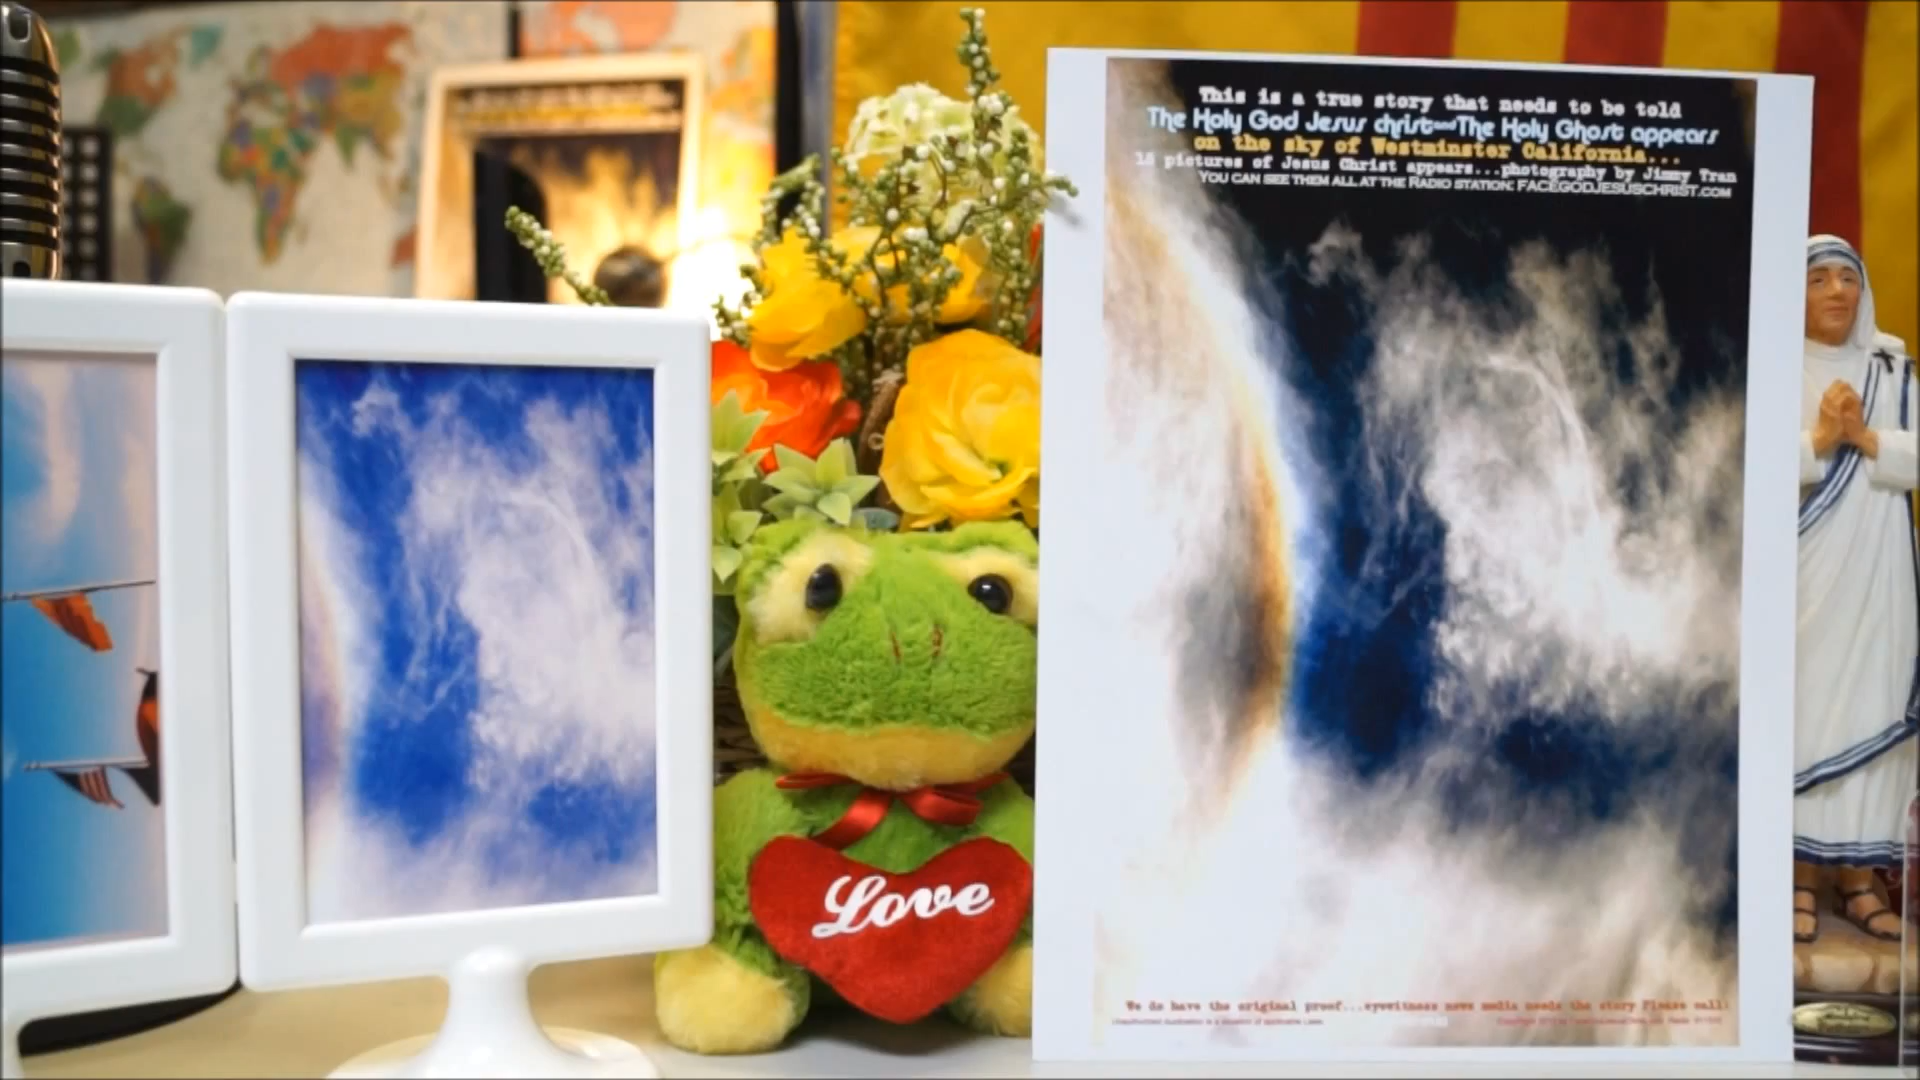 This is a true story that needs to be told
The Holy God Jesus christ and The Holy Ghost appears
on the sky of Westminster California...
15 pictures of Jesus Christ appears...photography by Jimmy Tran
YOU CAN SEE THEM ALL AT THE RADIO STATION: FACEGODJESUSCHRIST.COM
Love
We do have the original proof...eyewitness news media needs the story Please call: